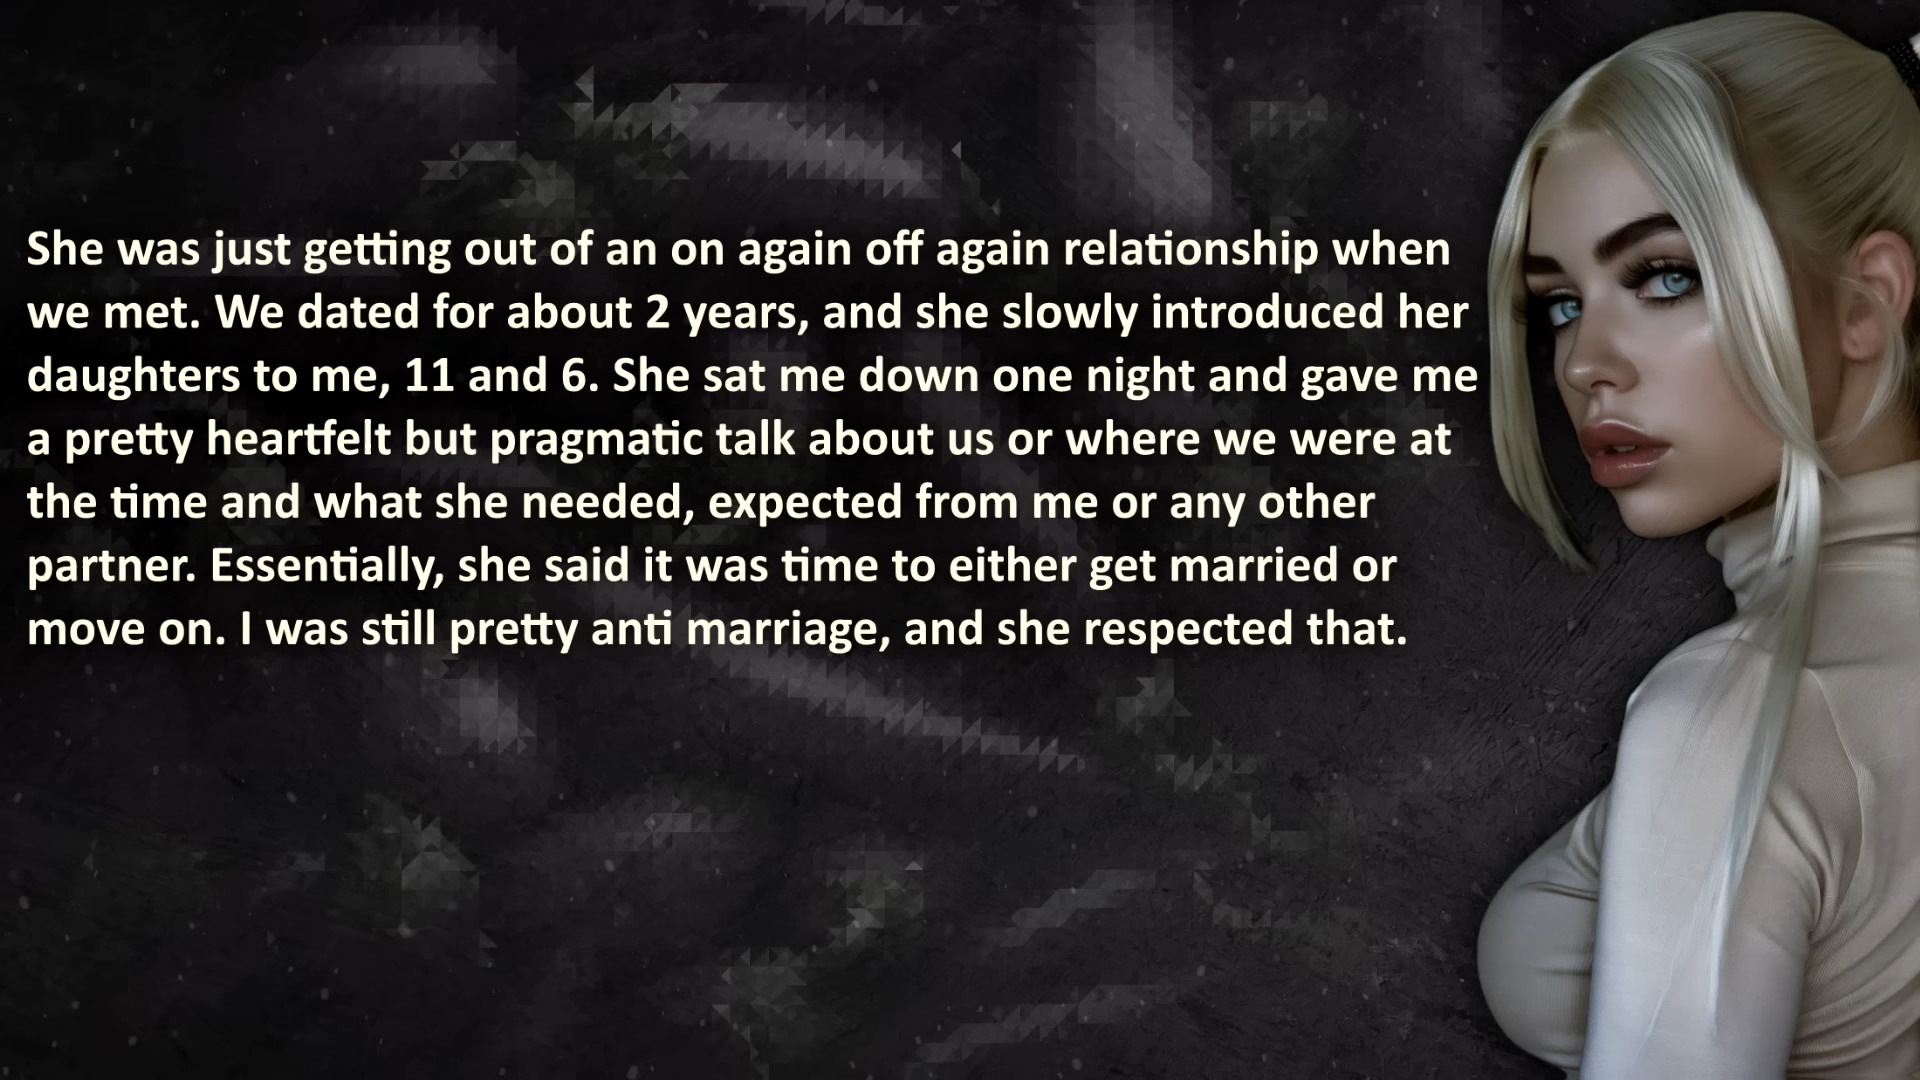 She was just getting out of an on again off again relationship when
we met. We dated for about 2 years, and she slowly introduced her
daughters to me, 11 and 6. She sat me down one night and gave me
a pretty heartfelt but pragmatic talk about us or where we were at
the time and what she needed, expected from me or any other
partner. Essentially, she said it was time to either get married or
move on. I was still pretty anti marriage, and she respected that.